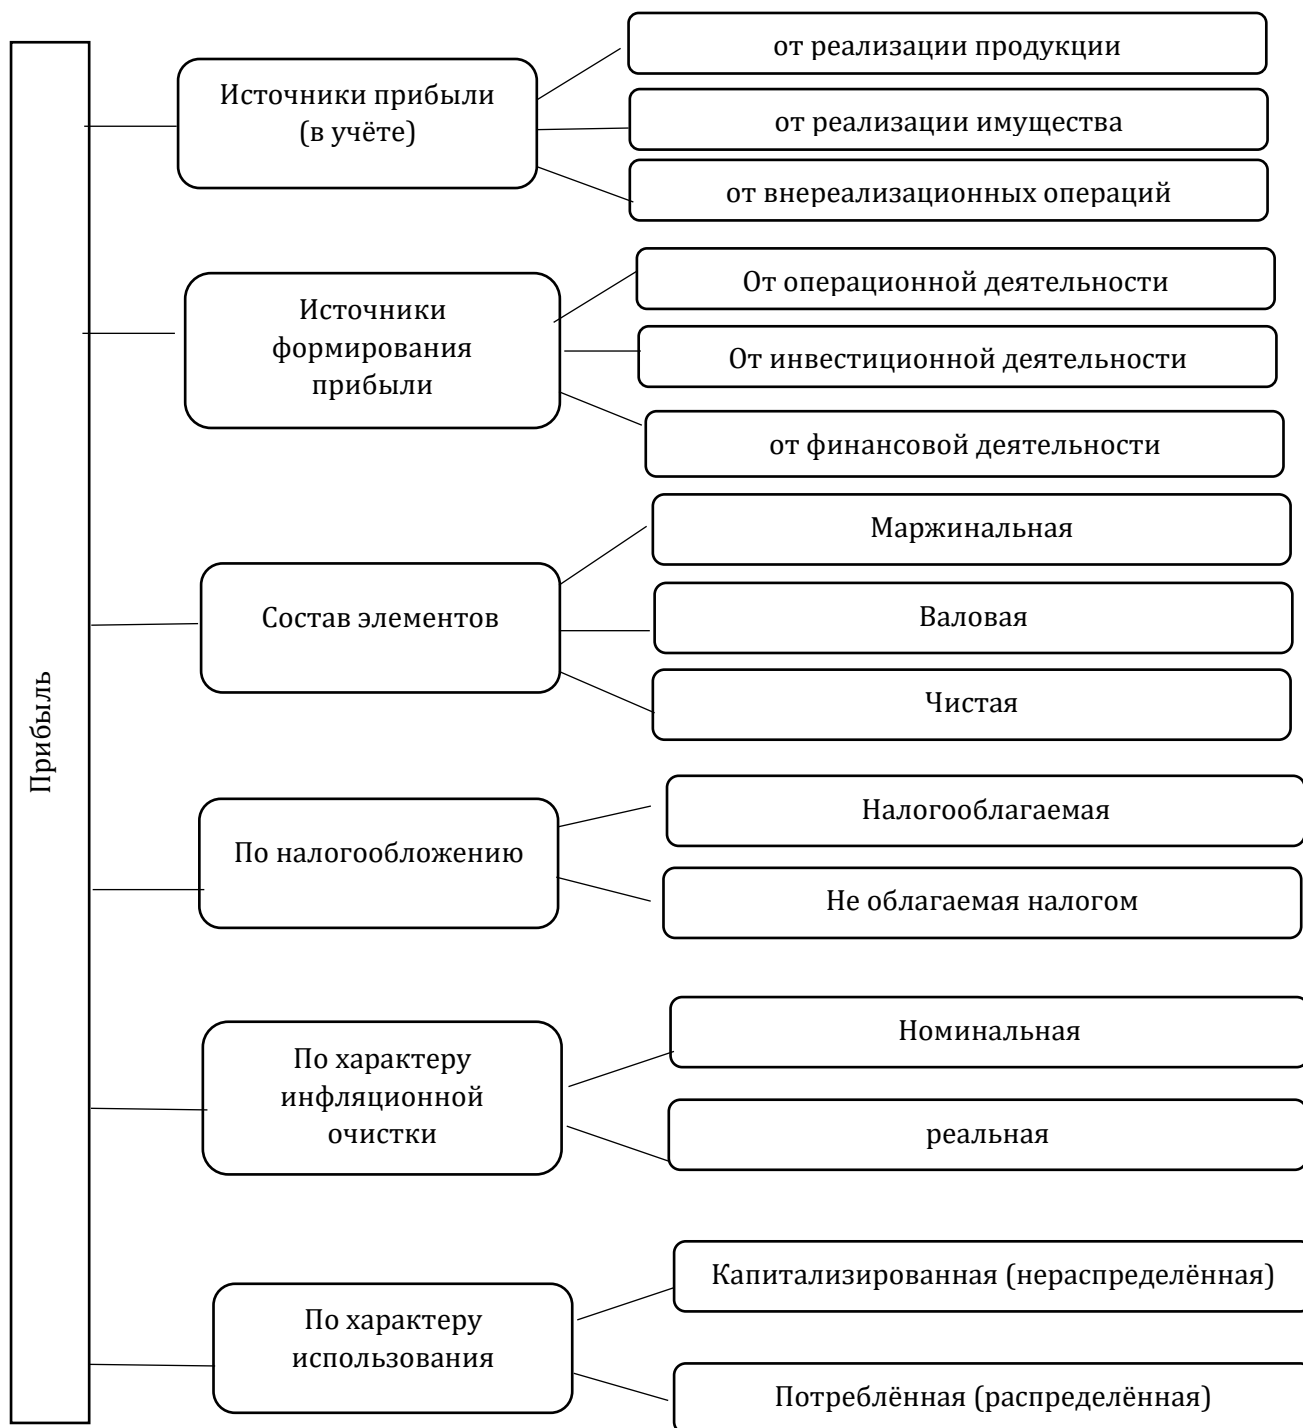 Прибыль
Источники прибыли
(в учёте)
от реализации продукции
от реализации имущества
от внереализационных операций
Источники
формирования
прибыли
От операционной деятельности
От инвестиционной деятельности
от финансовой деятельности
Состав элементов
Маржинальная
Валовая
Чистая
По налогообложению
Налогооблагаемая
Не облагаемая налогом
По характеру
инфляционной
очистки
Номинальная
реальная
По характеру
использования
Капитализированная (нераспределённая)
Потреблённая (распределённая)